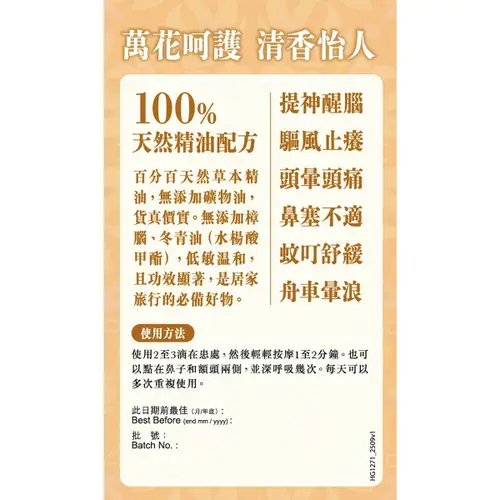 萬花呵護 清香怡人
100%
天然精油配方
百分百天然草本精
油，無添加礦物油，
貨真價實。無添加樟
腦、冬青油（水楊酸
甲酯），低敏溫和，
且功效顯著，是居家
旅行的必備好物。
提神醒腦
驅風止癢
頭暈頭痛
鼻塞不適
蚊叮舒緩
舟車暈浪
使用方法
使用2至3滴在患處，然後輕輕按摩1至2分鐘。也可
以點在鼻子和額頭兩側，並深呼吸幾次。每天可以
多次重複使用。
此日期前最佳（月/年底）：
Best Before (end mm / yyyy) :
批 號：
Batch No. :
HG1271_2509v1